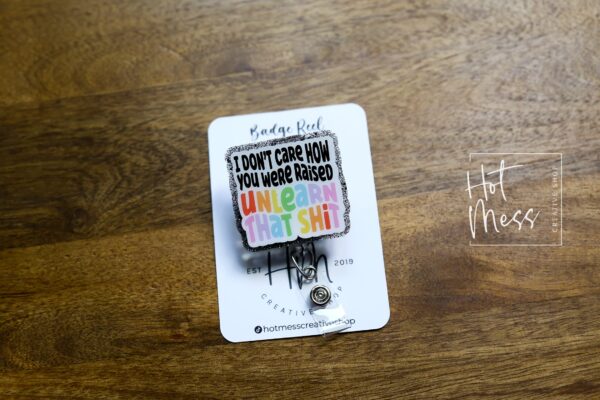 Badge Reel
I DON'T CARE HOW
YOU WERE RAISED
UNLEARN
THAT SHIT
EST
2019
CREATIVE SHOP
hotmesscreativeshop
Hot
Mess
CREATIVE SHOP